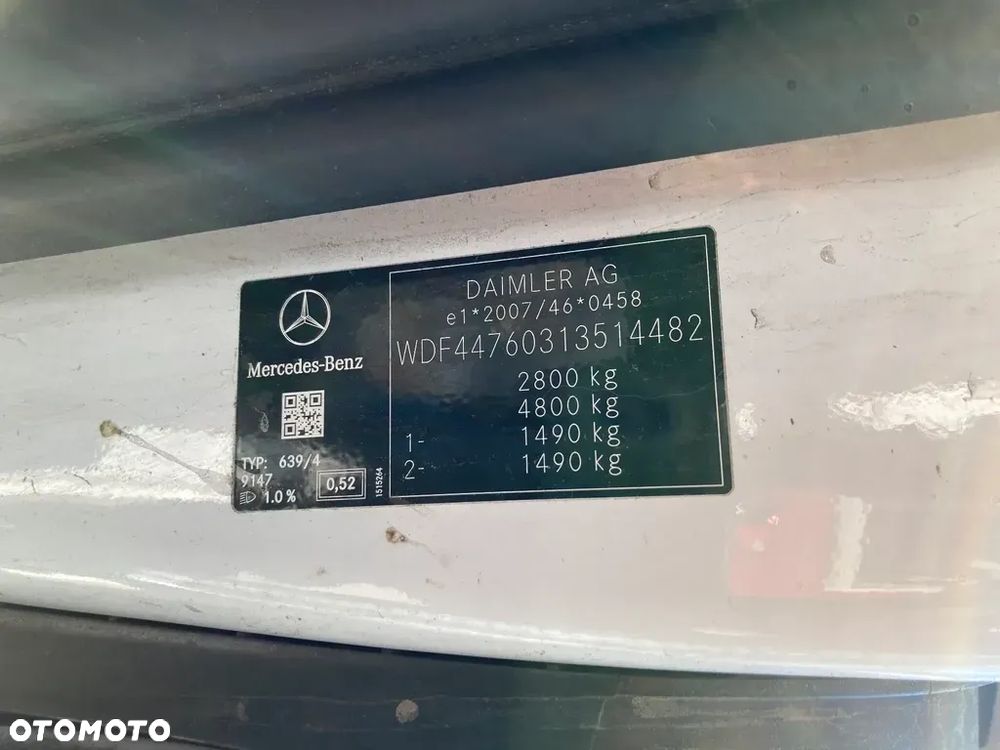 DAIMLER AG
e1*2007/46*0458
WDF44760313514482
2800 kg
4800 kg
1- 1490 kg
2- 1490 kg
Mercedes-Benz
TYP: 639/4
9147
1.0 %
0,52
1515264
OTOMOTO